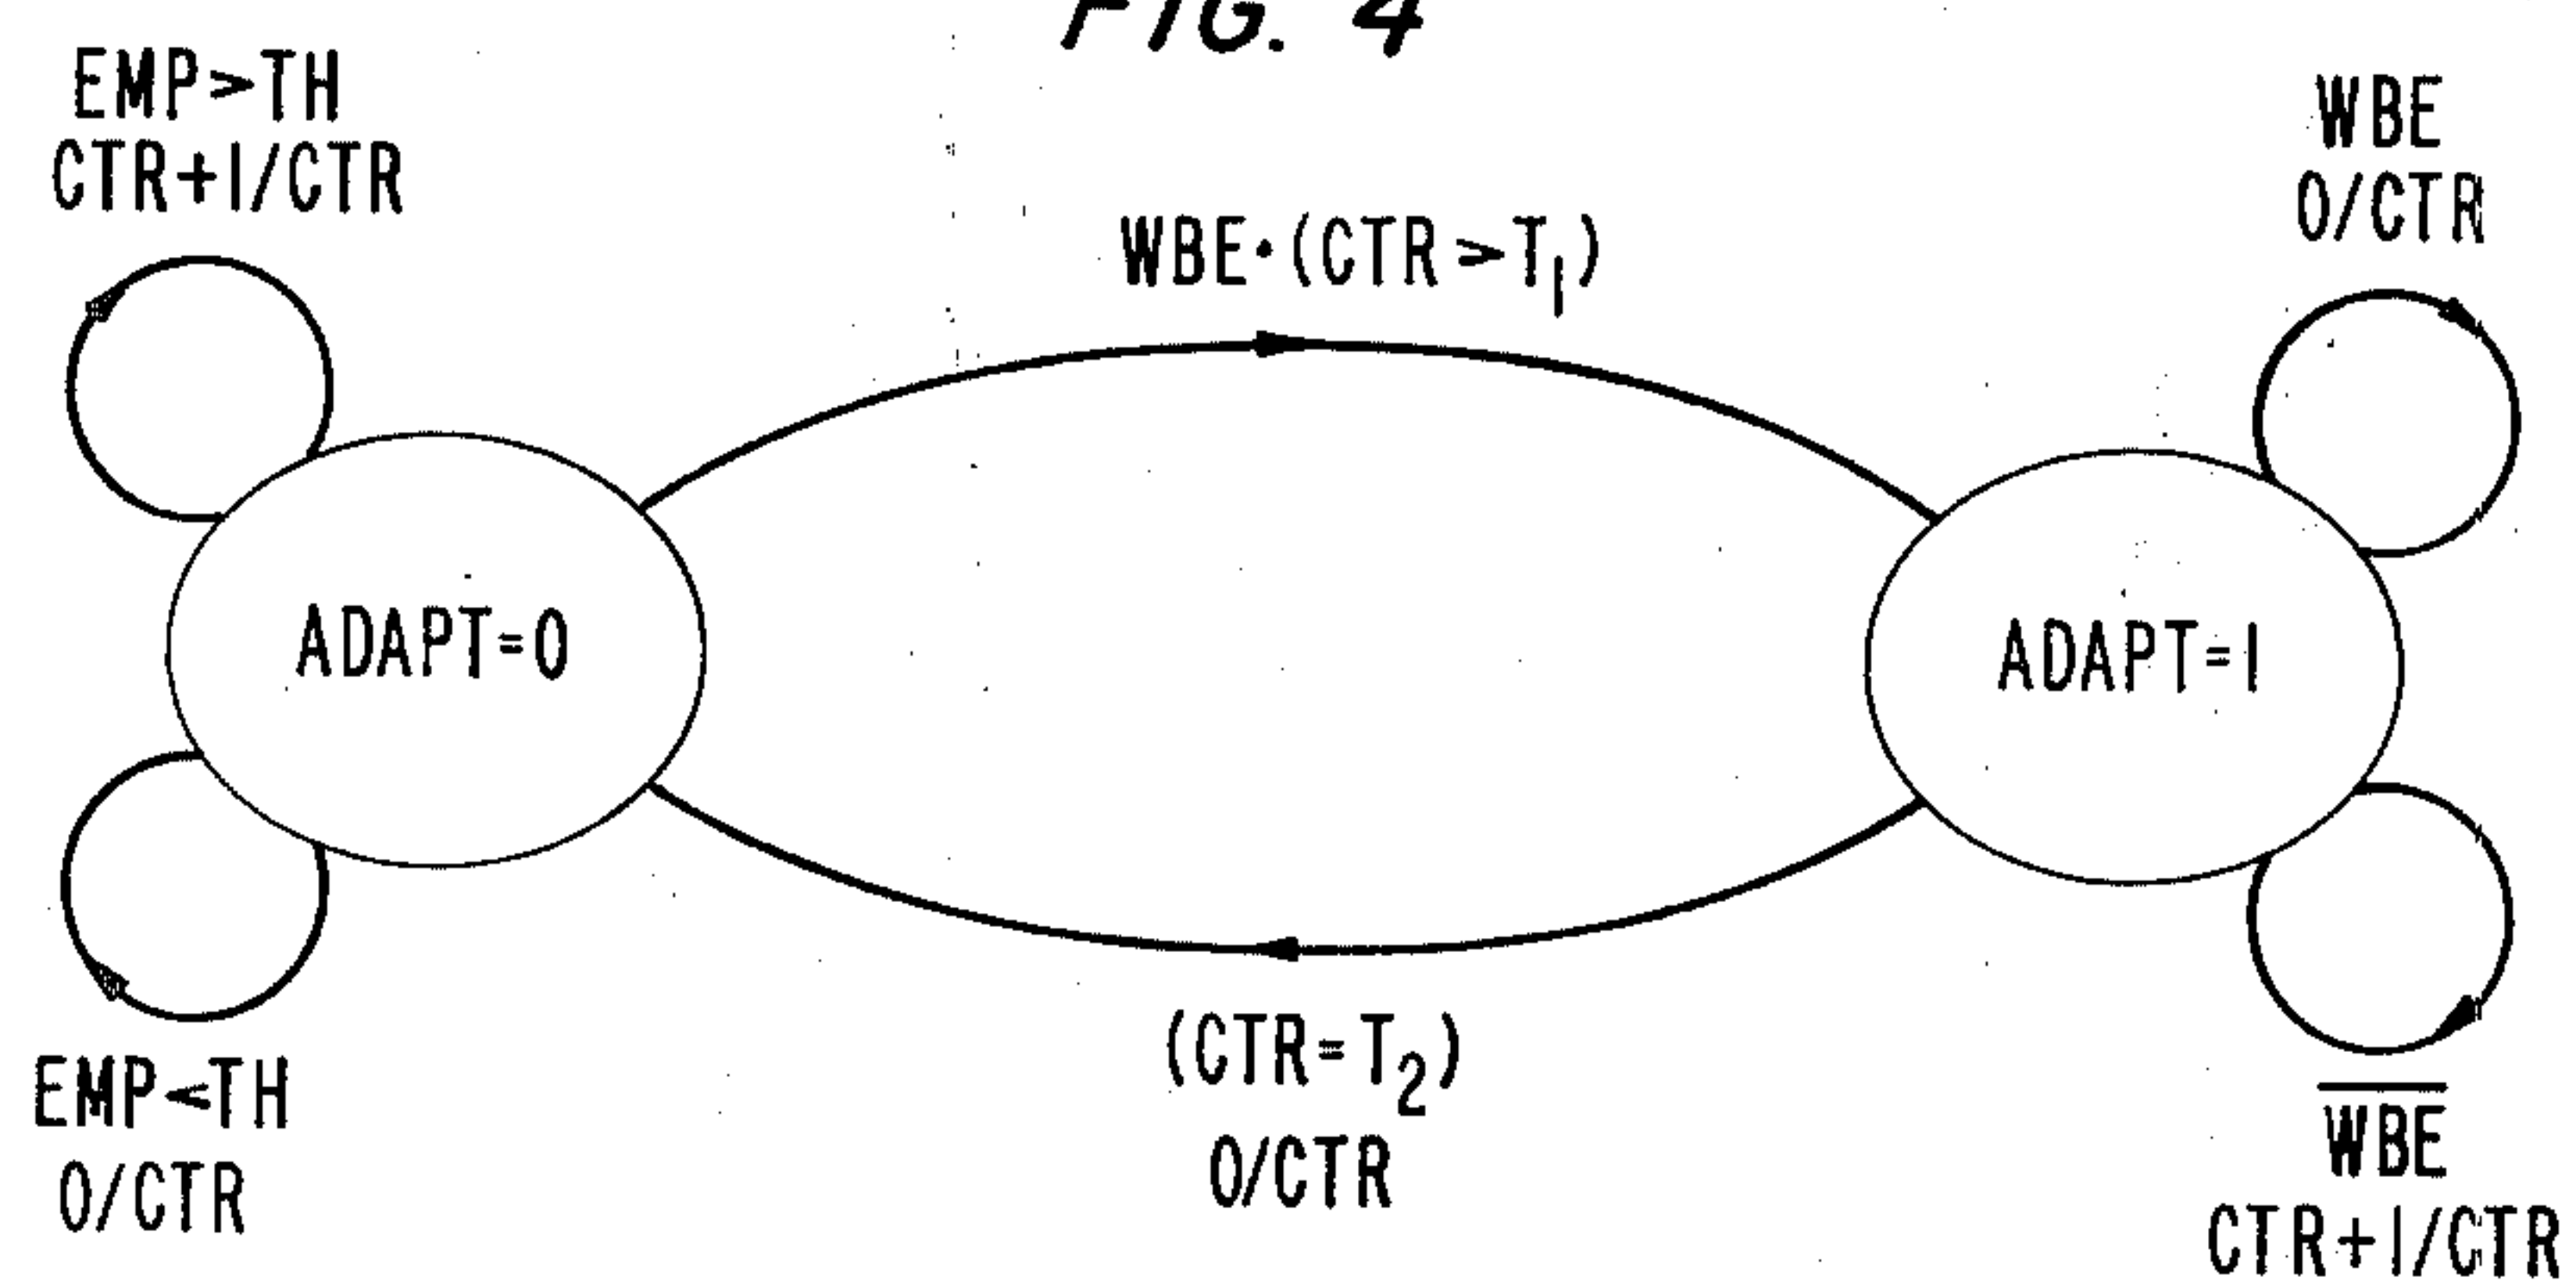 FIG. 4
EMP>TH
CTR+1/CTR
WBE
0/CTR
WBE·(CTR>T₁)
ADAPT=0
ADAPT=1
EMP<TH
0/CTR
(CTR=T₂)
0/CTR
W̅B̅E̅
CTR+1/CTR